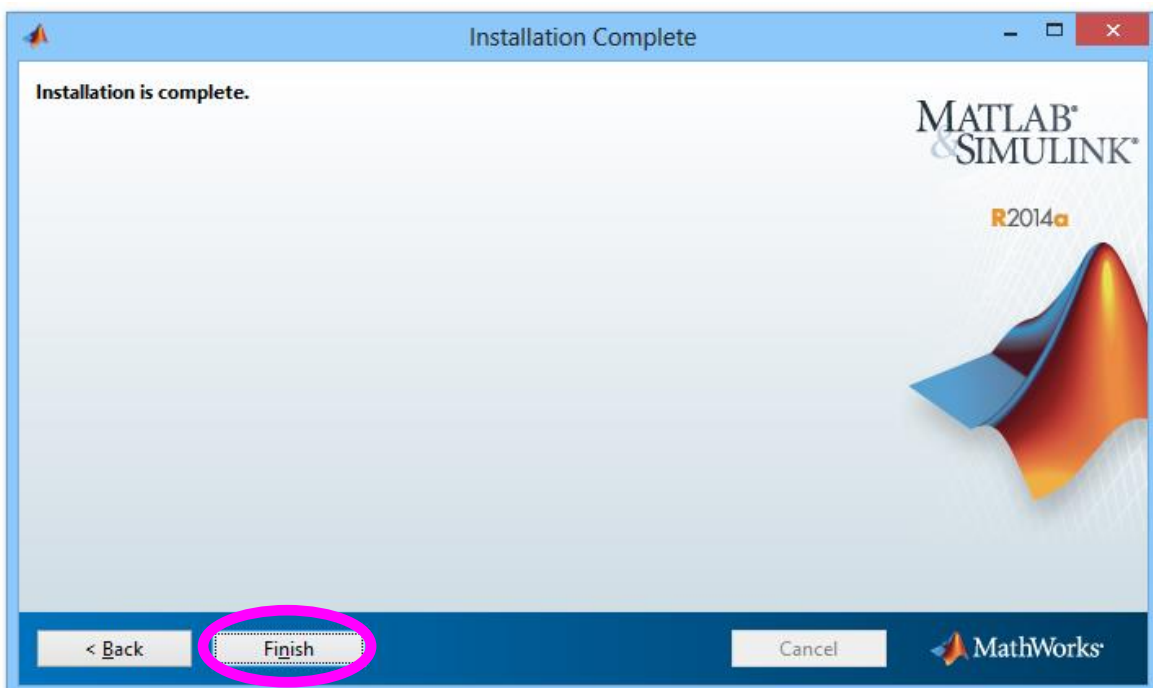 Installation Complete
Installation is complete.
MATLAB®
&SIMULINK®
R2014a
< Back
Finish
Cancel
MathWorks®